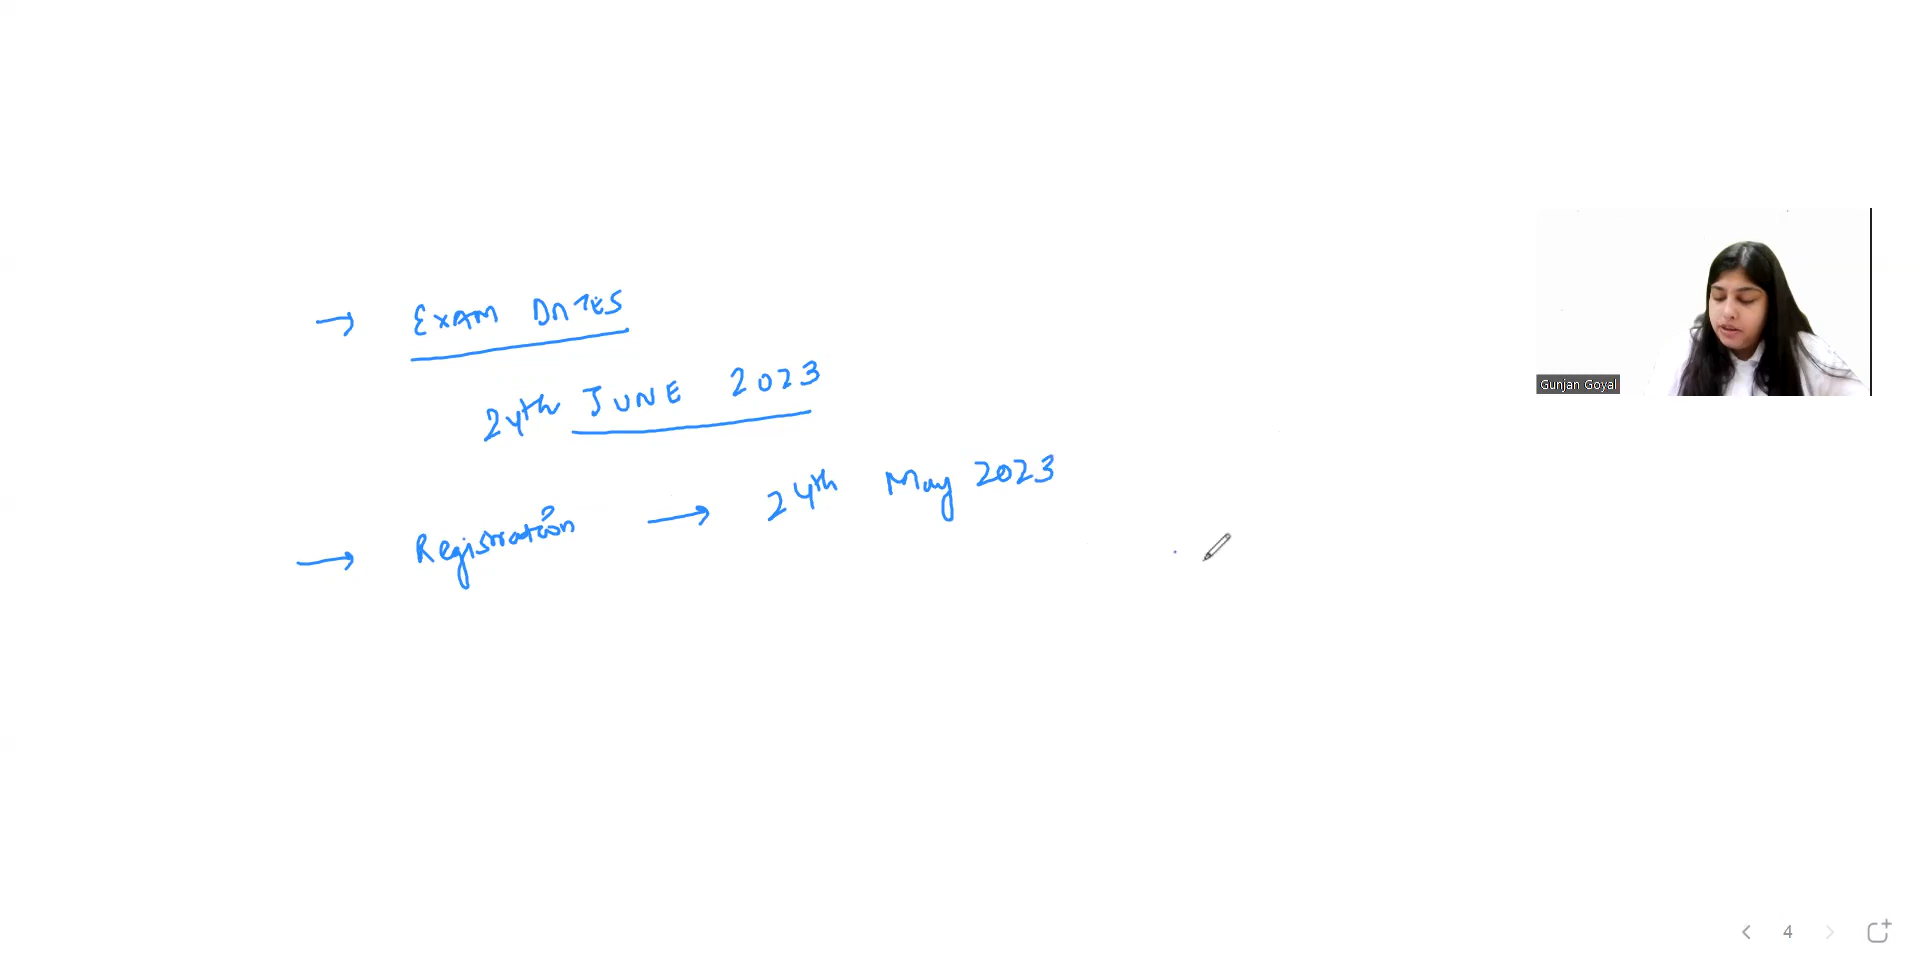 → EXAM DATES
24th JUNE 2023
→ Registration → 24th May 2023
Gunjan Goyal
4